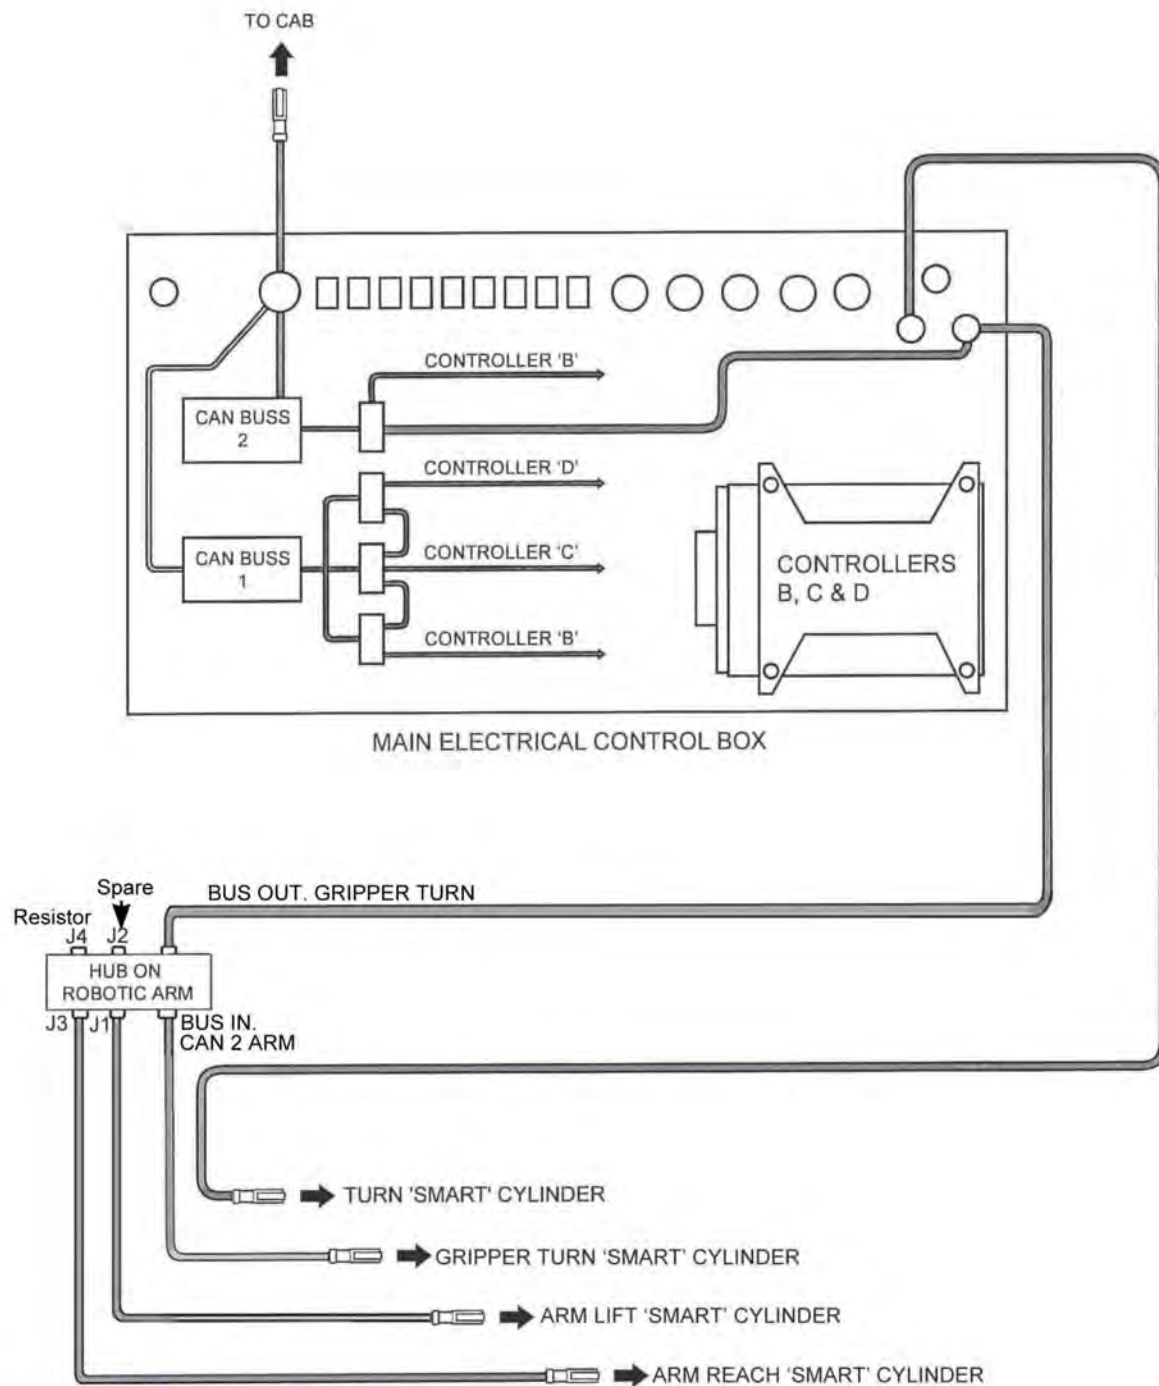 TO CAB
CONTROLLER 'B'
CAN BUSS
2
CONTROLLER 'D'
CAN BUSS
1
CONTROLLER 'C'
CONTROLLER 'B'
CONTROLLERS
B, C & D
MAIN ELECTRICAL CONTROL BOX
Spare
BUS OUT. GRIPPER TURN
Resistor
J4 J2
HUB ON
ROBOTIC ARM
J3 J1
BUS IN.
CAN 2 ARM
TURN 'SMART' CYLINDER
GRIPPER TURN 'SMART' CYLINDER
ARM LIFT 'SMART' CYLINDER
ARM REACH 'SMART' CYLINDER